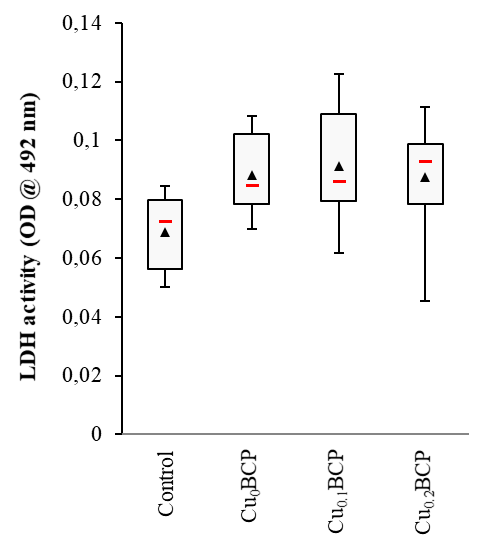 LDH activity (OD @ 492 nm)
0,14
0,12
0,1
0,08
0,06
0,04
0,02
0
Control
Cu₀BCP
Cu₀.₁BCP
Cu₀.₂BCP